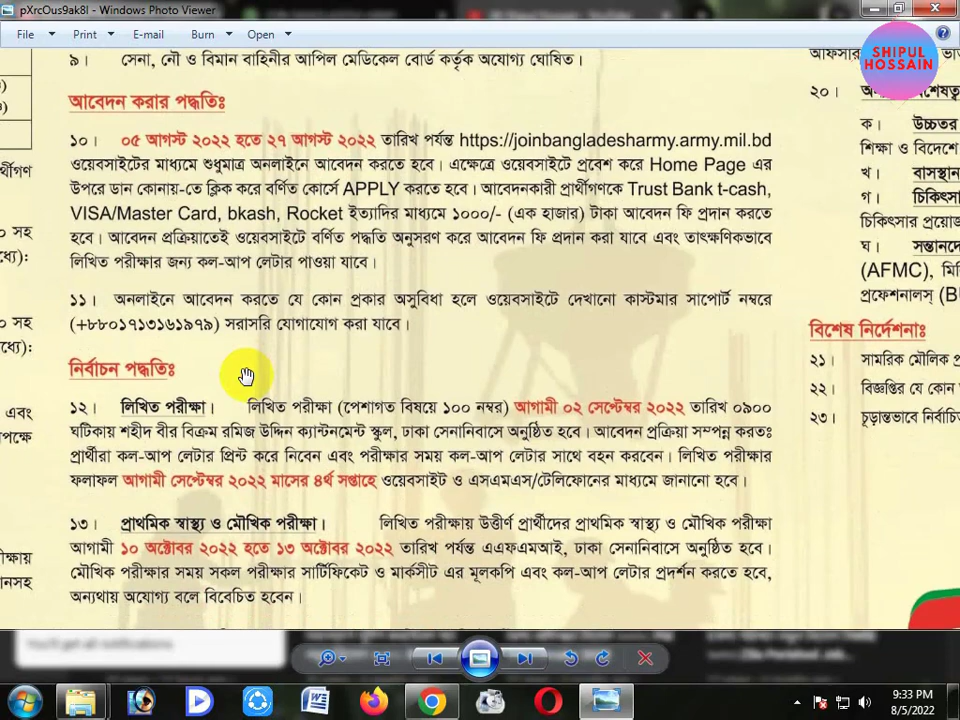 pXrcOus9ak8l - Windows Photo Viewer
File Print E-mail Burn Open
SHIPUL
HOSSAIN
৯। সেনা, নৌ ও বিমান বাহিনীর আপিল মেডিকেল বোর্ড কর্তৃক অযোগ্য ঘোষিত।
আবেদন করার পদ্ধতিঃ
১০। ০৫ আগস্ট ২০২২ হতে ২৭ আগস্ট ২০২২ তারিখ পর্যন্ত https://joinbangladesharmy.army.mil.bd
ওয়েবসাইটের মাধ্যমে শুধুমাত্র অনলাইনে আবেদন করতে হবে। এক্ষেত্রে ওয়েবসাইটে প্রবেশ করে Home Page এর
উপরে ডান কোনায়-তে ক্লিক করে বর্ণিত কোর্সে APPLY করতে হবে। আবেদনকারী প্রার্থীগণকে Trust Bank t-cash,
VISA/Master Card, bkash, Rocket ইত্যাদির মাধ্যমে ১০০০/- (এক হাজার) টাকা আবেদন ফি প্রদান করতে
হবে। আবেদন প্রক্রিয়াতেই ওয়েবসাইটে বর্ণিত পদ্ধতি অনুসরণ করে আবেদন ফি প্রদান করা যাবে এবং তাৎক্ষণিকভাবে
লিখিত পরীক্ষার জন্য কল-আপ লেটার পাওয়া যাবে।
১১। অনলাইনে আবেদন করতে যে কোন প্রকার অসুবিধা হলে ওয়েবসাইটে দেখানো কাস্টমার সাপোর্ট নম্বরে
(+৮৮০১৭১৩১৬১৯৭৯) সরাসরি যোগাযোগ করা যাবে।
নির্বাচন পদ্ধতিঃ
১২। লিখিত পরীক্ষা। লিখিত পরীক্ষা (পেশাগত বিষয়ে ১০০ নম্বর) আগামী ০২ সেপ্টেম্বর ২০২২ তারিখ ০৯০০
ঘটিকায় শহীদ বীর বিক্রম রমিজ উদ্দিন ক্যান্টনমেন্ট স্কুল, ঢাকা সেনানিবাসে অনুষ্ঠিত হবে। আবেদন প্রক্রিয়া সম্পন্ন করতঃ
প্রার্থীরা কল-আপ লেটার প্রিন্ট করে নিবেন এবং পরীক্ষার সময় কল-আপ লেটার সাথে বহন করবেন। লিখিত পরীক্ষার
ফলাফল আগামী সেপ্টেম্বর ২০২২ মাসের ৪র্থ সপ্তাহে ওয়েবসাইট ও এসএমএস/টেলিফোনের মাধ্যমে জানানো হবে।
১৩। প্রাথমিক স্বাস্থ্য ও মৌখিক পরীক্ষা। লিখিত পরীক্ষায় উত্তীর্ণ প্রার্থীদের প্রাথমিক স্বাস্থ্য ও মৌখিক পরীক্ষা
আগামী ১০ অক্টোবর ২০২২ হতে ১৩ অক্টোবর ২০২২ তারিখ পর্যন্ত এএফএমআই, ঢাকা সেনানিবাসে অনুষ্ঠিত হবে।
মৌখিক পরীক্ষার সময় সকল পরীক্ষার সার্টিফিকেট ও মার্কসীট এর মূলকপি এবং কল-আপ লেটার প্রদর্শন করতে হবে,
অন্যথায় অযোগ্য বলে বিবেচিত হবেন।
২০।
ক। উচ্চতর
শিক্ষা ও বিদেশে
খ। বাসস্থান
গ। চিকিৎসা
চিকিৎসার প্রয়োজ
ঘ। সন্তানদে
(AFMC), মি
প্রফেশনালস্ (B
বিশেষ নির্দেশনাঃ
২১। সামরিক মৌলিক প্র
২২। বিজ্ঞপ্তির যে কোন
২৩। চূড়ান্তভাবে নির্বাচি
You'll get all notifications
9:33 PM
8/5/2022